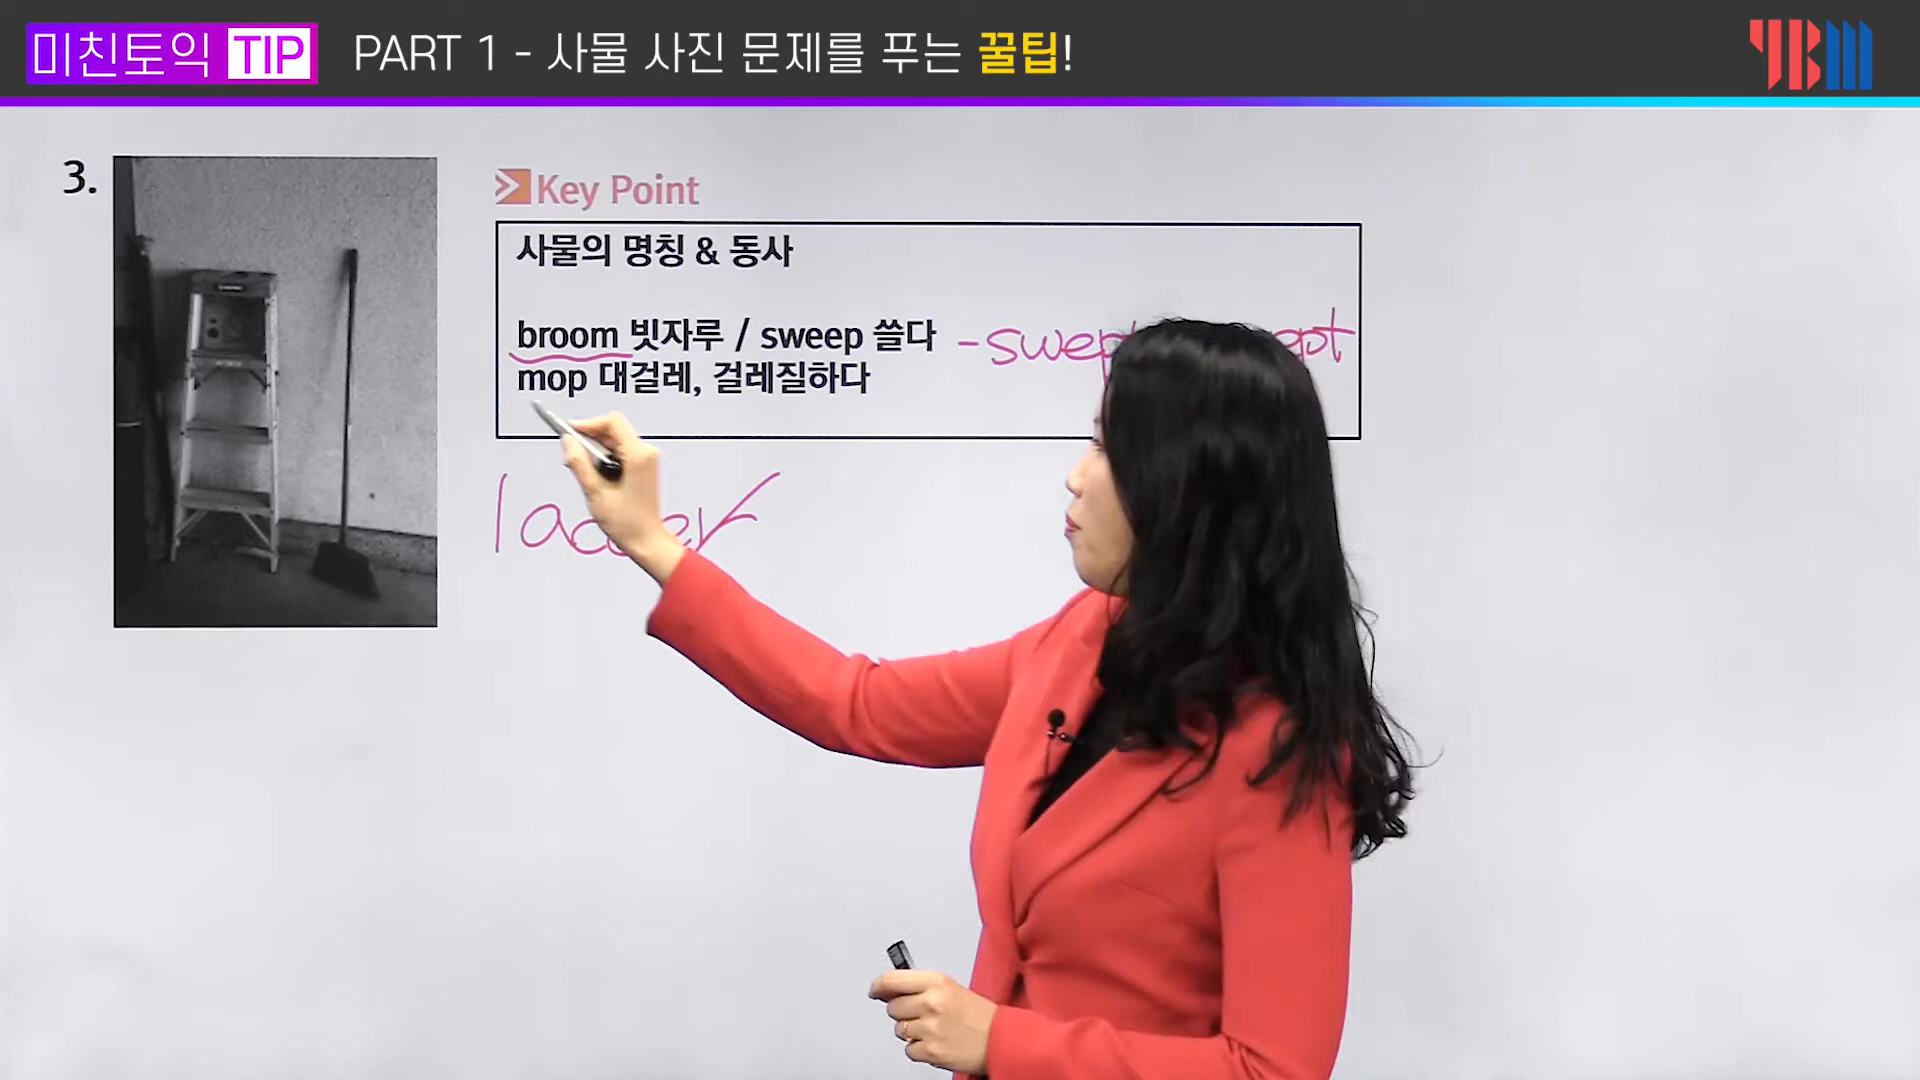 미친토익 TIP PART 1 - 사물 사진 문제를 푸는 꿀팁!
YBM
3.
Key Point
사물의 명칭 & 동사
broom 빗자루 / sweep 쓸다
mop 대걸레, 걸레질하다